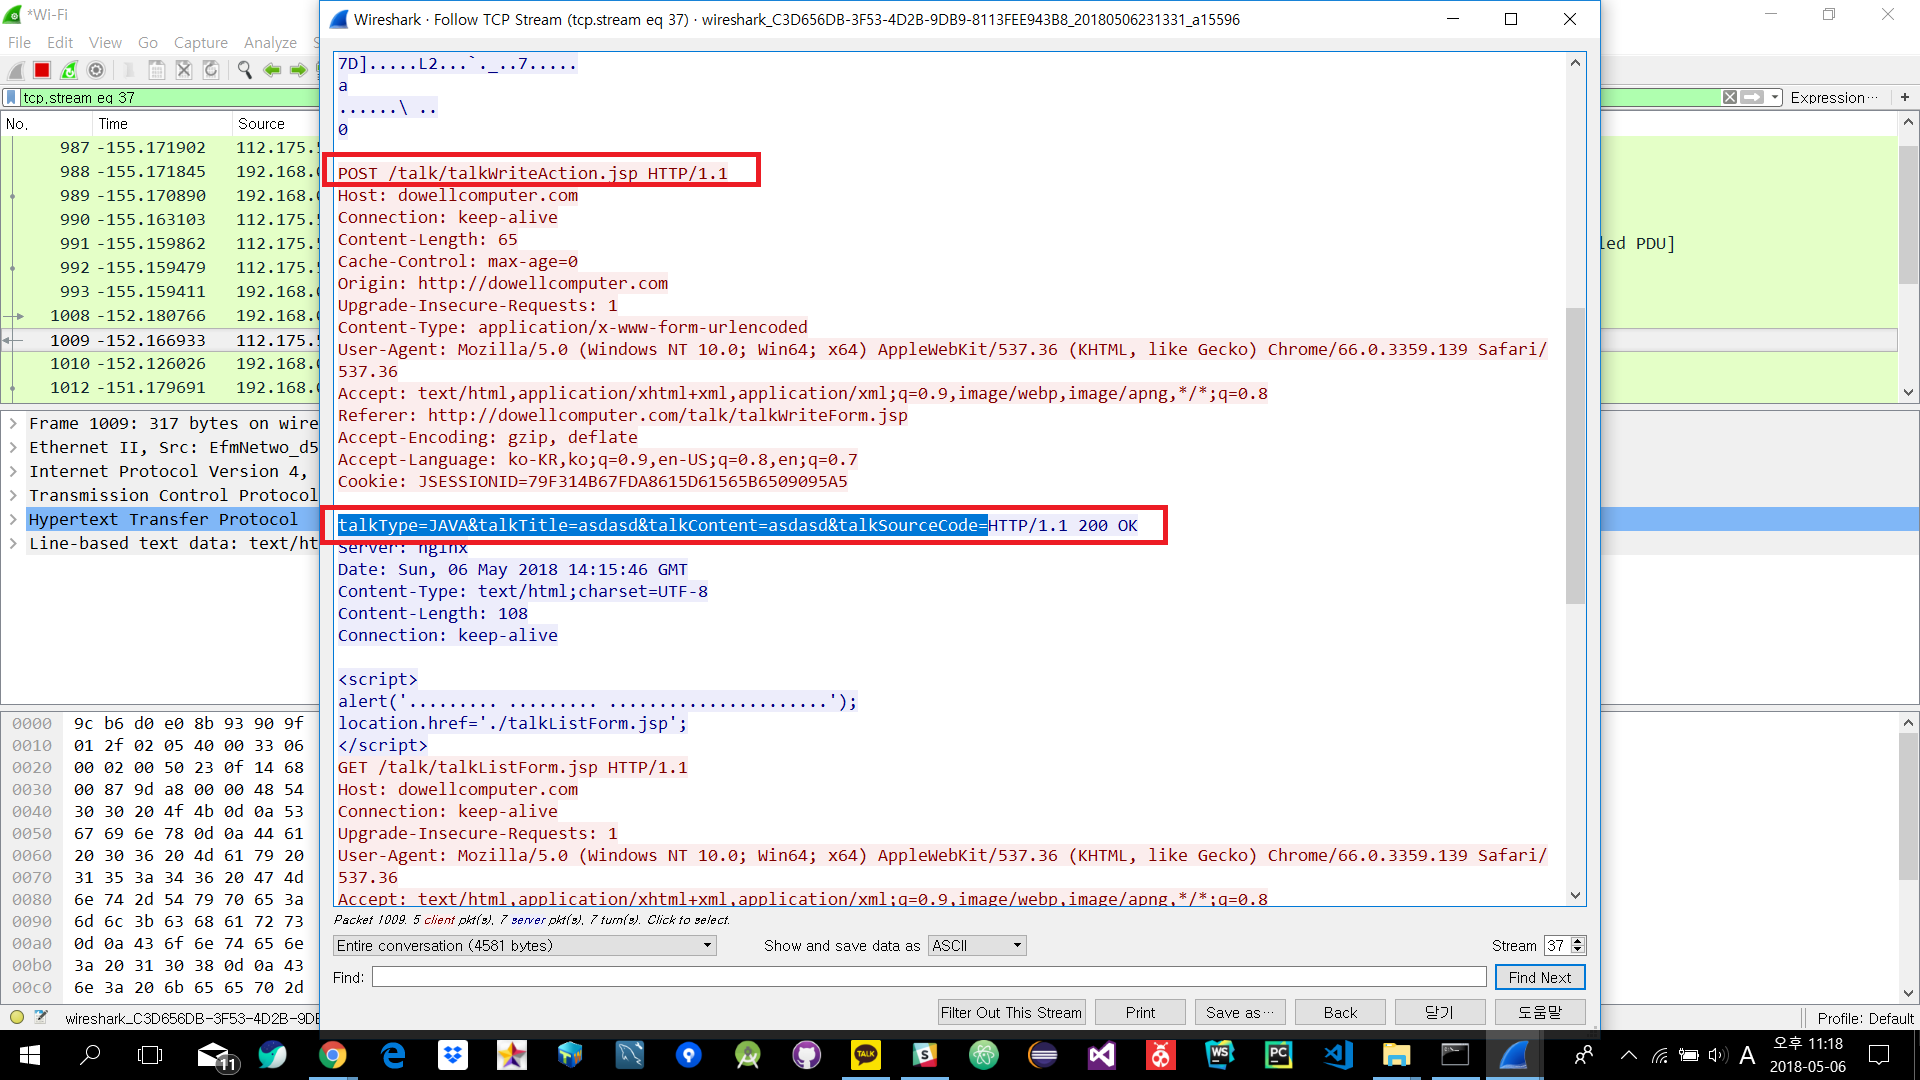 *Wi-Fi
File Edit View Go Capture Analyze
tcp.stream eq 37
Expression…
+
No. Time Source
987 -155.171902 112.175.
988 -155.171845 192.168.
989 -155.170890 192.168.
990 -155.163103 112.175.
991 -155.159862 112.175.
992 -155.159479 112.175.
993 -155.159411 192.168.
1008 -152.180766 192.168.
1009 -152.166933 112.175.
1010 -152.126026 192.168.
1012 -151.179691 192.168.
led PDU]
Frame 1009: 317 bytes on wire
Ethernet II, Src: EfmNetwo_d5
Internet Protocol Version 4,
Transmission Control Protocol
Hypertext Transfer Protocol
Line-based text data: text/ht
0000 9c b6 d0 e0 8b 93 90 9f
0010 01 2f 02 05 40 00 33 06
0020 00 02 00 50 23 0f 14 68
0030 00 87 9d a8 00 00 48 54
0040 30 30 20 4f 4b 0d 0a 53
0050 67 69 6e 78 0d 0a 44 61
0060 20 30 36 20 4d 61 79 20
0070 31 35 3a 34 36 20 47 4d
0080 6e 74 2d 54 79 70 65 3a
0090 6d 6c 3b 63 68 61 72 73
00a0 0d 0a 43 6f 6e 74 65 6e
00b0 3a 20 31 30 38 0d 0a 43
00c0 6e 3a 20 6b 65 65 70 2d
wireshark_C3D656DB-3F53-4D2B-9DB
Profile: Default
Wireshark · Follow TCP Stream (tcp.stream eq 37) · wireshark_C3D656DB-3F53-4D2B-9DB9-8113FEE943B8_20180506231331_a15596
7D].....L2...`._..7.....
a
......\ ..
0
POST /talk/talkWriteAction.jsp HTTP/1.1
Host: dowellcomputer.com
Connection: keep-alive
Content-Length: 65
Cache-Control: max-age=0
Origin: http://dowellcomputer.com
Upgrade-Insecure-Requests: 1
Content-Type: application/x-www-form-urlencoded
User-Agent: Mozilla/5.0 (Windows NT 10.0; Win64; x64) AppleWebKit/537.36 (KHTML, like Gecko) Chrome/66.0.3359.139 Safari/
537.36
Accept: text/html,application/xhtml+xml,application/xml;q=0.9,image/webp,image/apng,*/*;q=0.8
Referer: http://dowellcomputer.com/talk/talkWriteForm.jsp
Accept-Encoding: gzip, deflate
Accept-Language: ko-KR,ko;q=0.9,en-US;q=0.8,en;q=0.7
Cookie: JSESSIONID=79F314B67FDA8615D61565B6509095A5
talkType=JAVA&talkTitle=asdasd&talkContent=asdasd&talkSourceCode=HTTP/1.1 200 OK
Server: nginx
Date: Sun, 06 May 2018 14:15:46 GMT
Content-Type: text/html;charset=UTF-8
Content-Length: 108
Connection: keep-alive
<script>
alert('......... ......... ......................');
location.href='./talkListForm.jsp';
</script>
GET /talk/talkListForm.jsp HTTP/1.1
Host: dowellcomputer.com
Connection: keep-alive
Upgrade-Insecure-Requests: 1
User-Agent: Mozilla/5.0 (Windows NT 10.0; Win64; x64) AppleWebKit/537.36 (KHTML, like Gecko) Chrome/66.0.3359.139 Safari/
537.36
Accept: text/html,application/xhtml+xml,application/xml;q=0.9,image/webp,image/apng,*/*;q=0.8
Packet 1009. 5 client pkt(s), 7 server pkt(s), 7 turn(s). Click to select.
Entire conversation (4581 bytes)
Show and save data as ASCII
Stream 37
Find:
Find Next
Filter Out This Stream
Print
Save as…
Back
닫기
도움말
11
TALK
WS
PC
A
오후 11:18
2018-05-06